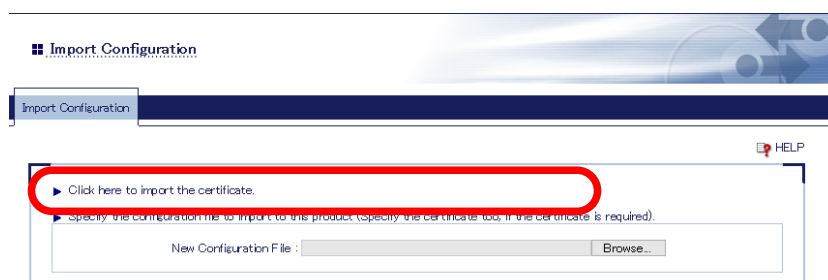 Import Configuration
Import Configuration
HELP
Click here to import the certificate.
Specify the configuration file to import to this product (Specify the certificate too, if the certificate is required).
New Configuration File :
Browse...